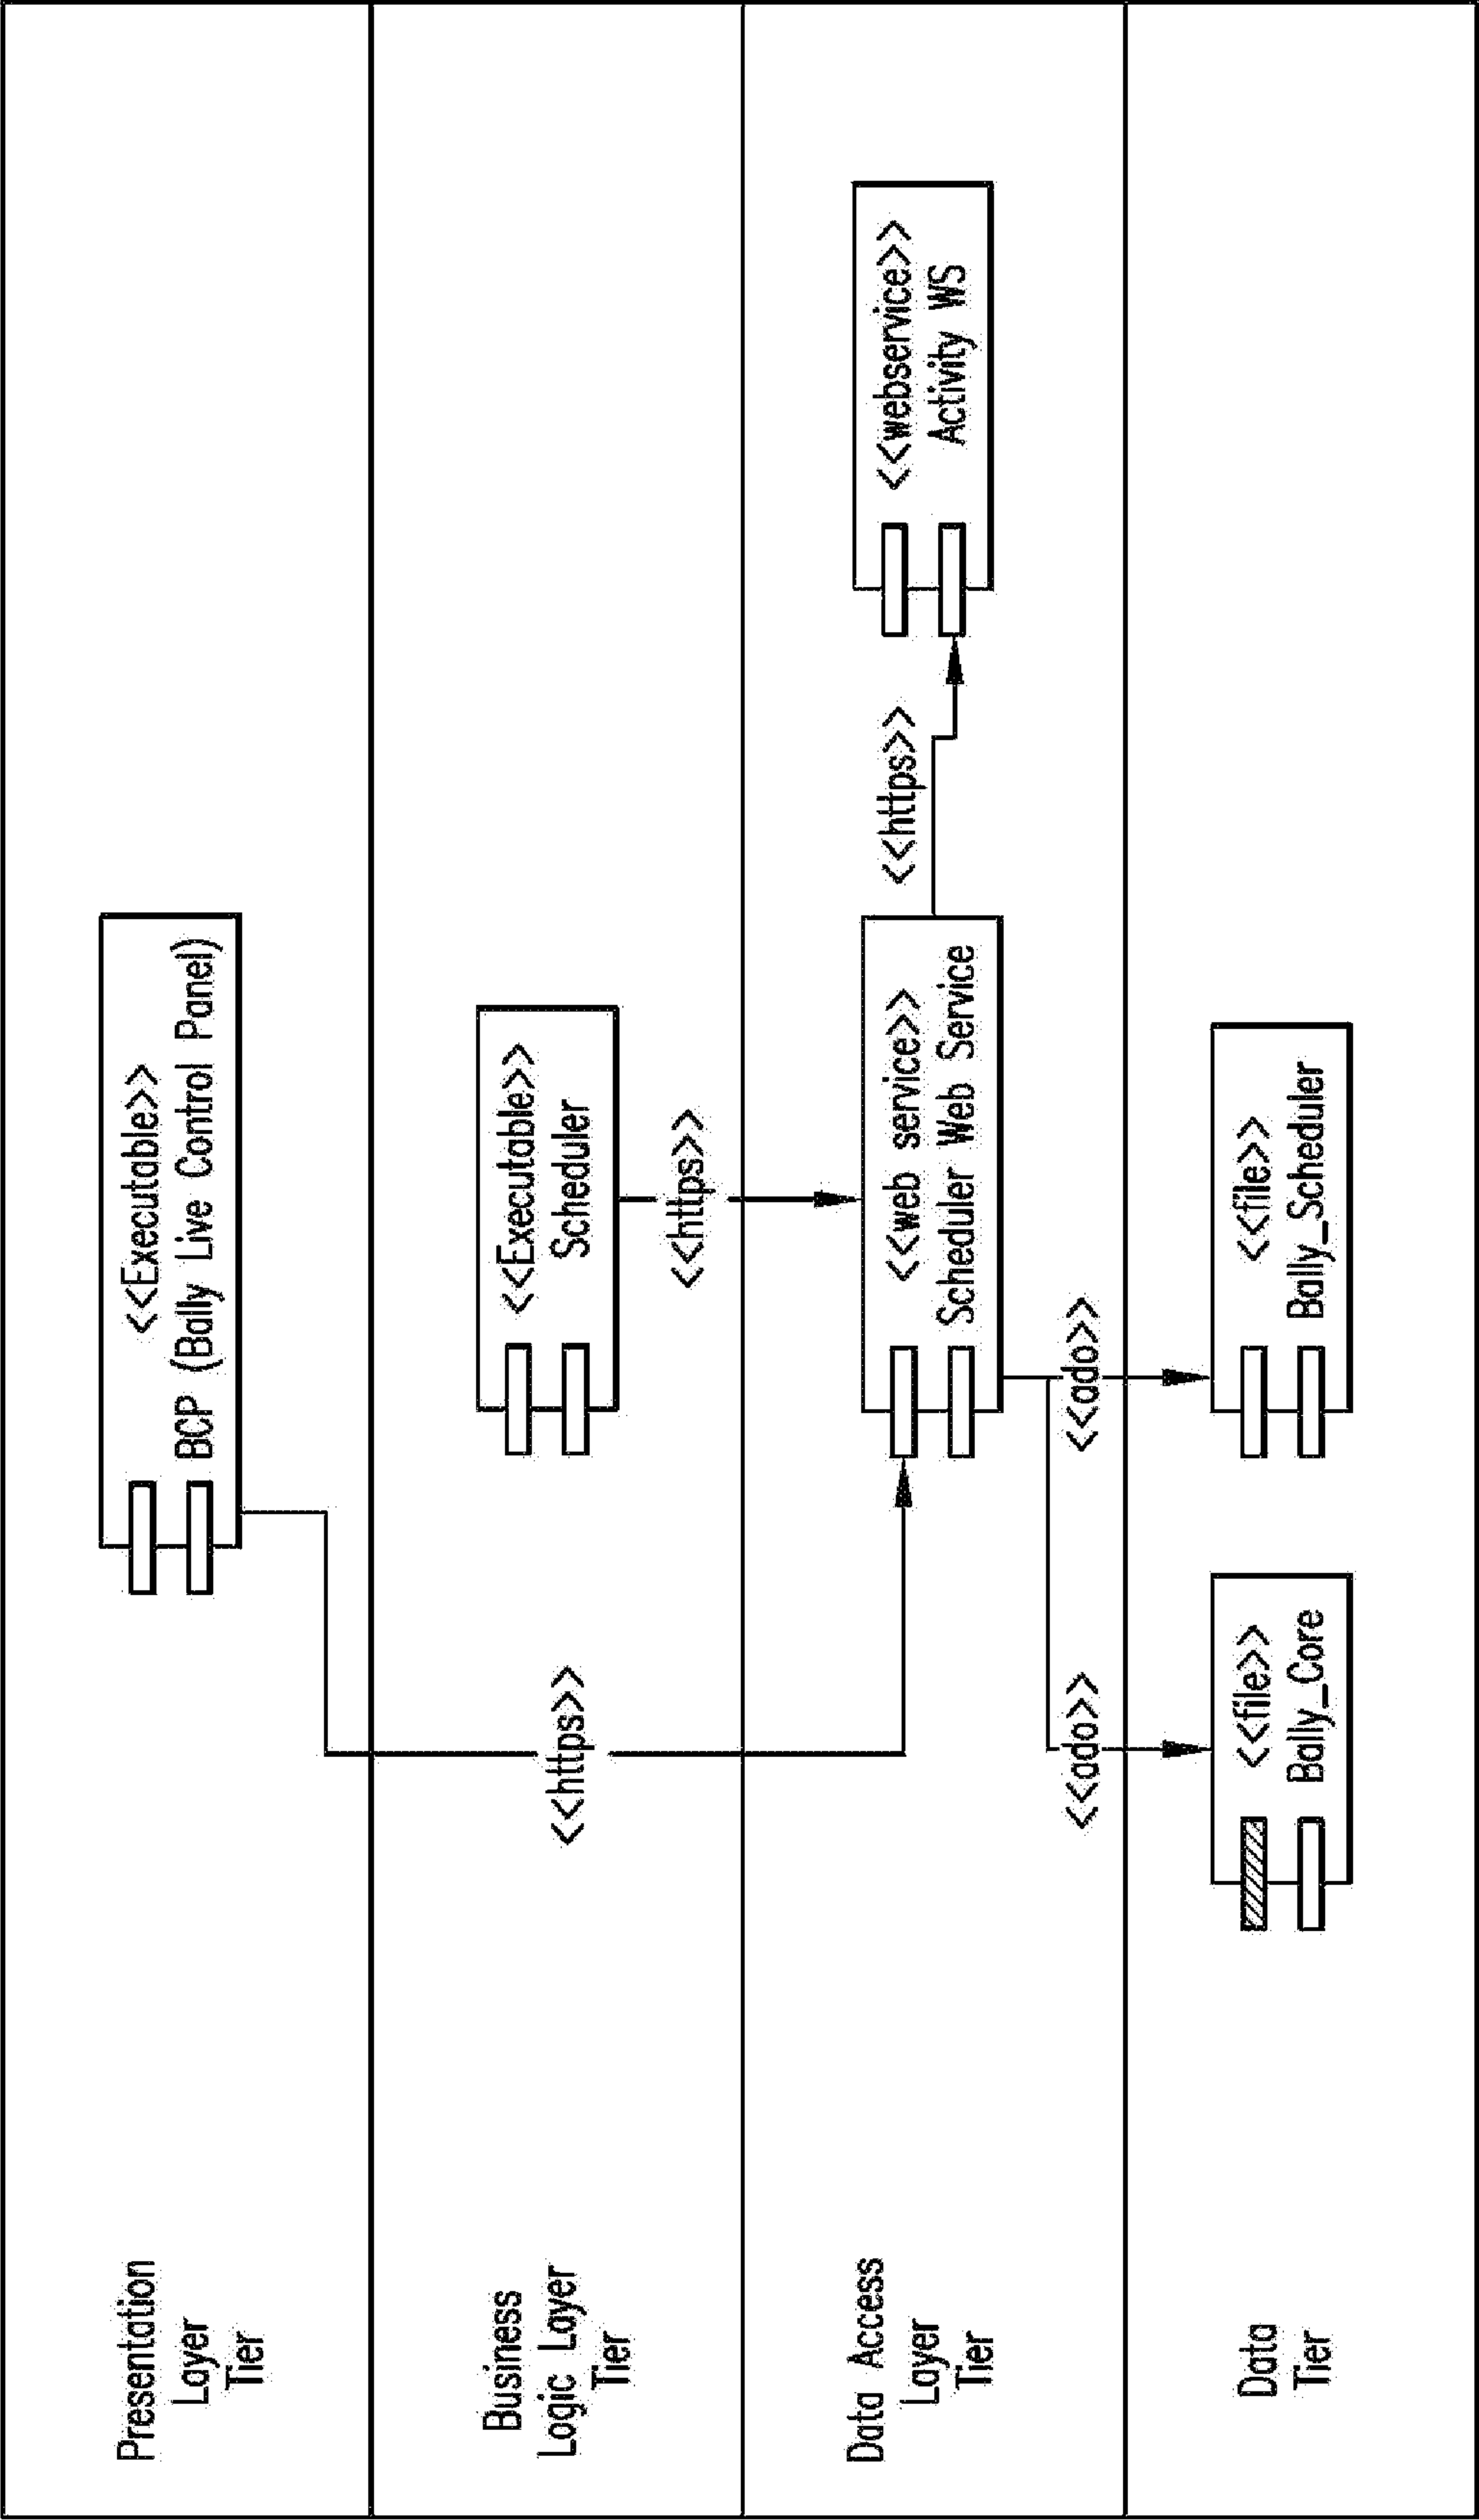 Presentation
Layer
Tier
<<Executable>>
BCP (Bally Live Control Panel)
<<https>>
Business
Logic Layer
Tier
<<Executable>>
Scheduler
<<https>>
Data Access
Layer
Tier
<<web service>>
Scheduler Web Service
<<https>>
<<webservice>>
Activity WS
<<ado>>
<<ado>>
Data
Tier
<<file>>
Bally_Core
<<file>>
Bally_Scheduler